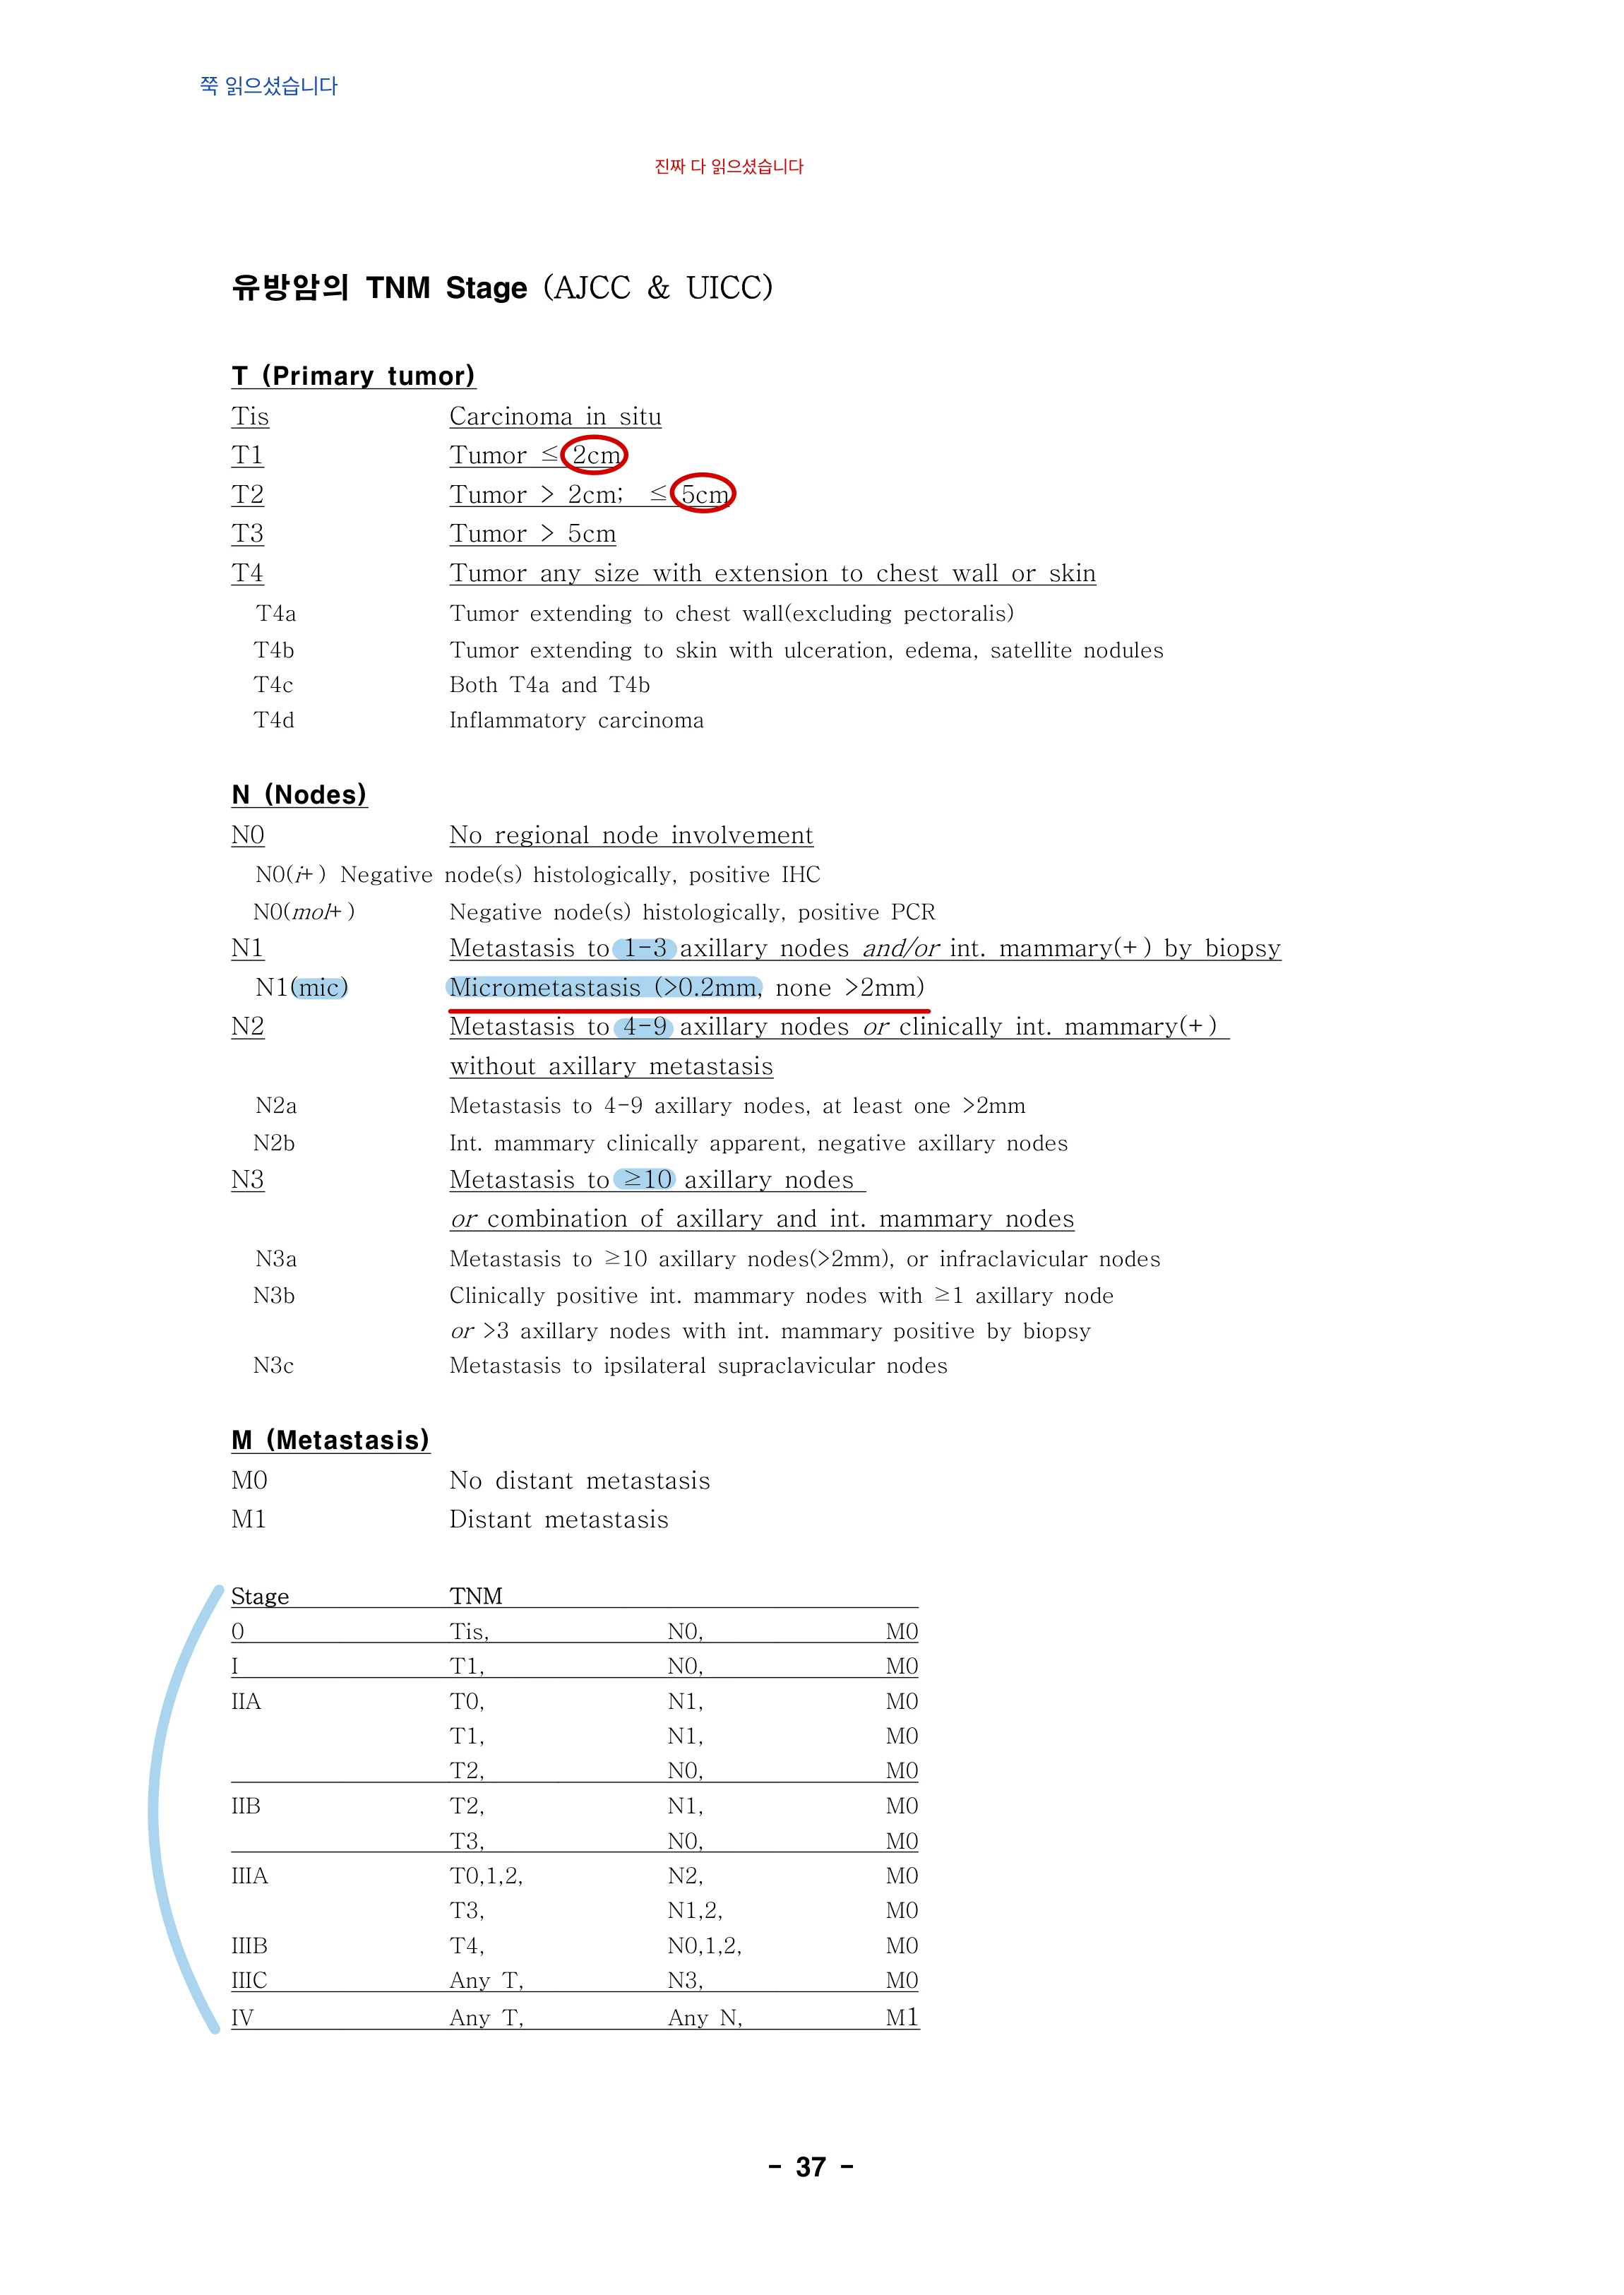 쭉 읽으셨습니다
진짜 다 읽으셨습니다
유방암의 TNM Stage (AJCC & UICC)
T (Primary tumor)
Tis Carcinoma in situ
T1 Tumor ≤ 2cm
T2 Tumor > 2cm; ≤ 5cm
T3 Tumor > 5cm
T4 Tumor any size with extension to chest wall or skin
T4a Tumor extending to chest wall(excluding pectoralis)
T4b Tumor extending to skin with ulceration, edema, satellite nodules
T4c Both T4a and T4b
T4d Inflammatory carcinoma
N (Nodes)
N0 No regional node involvement
N0(i+) Negative node(s) histologically, positive IHC
N0(mol+) Negative node(s) histologically, positive PCR
N1 Metastasis to 1-3 axillary nodes and/or int. mammary(+) by biopsy
N1(mic) Micrometastasis (>0.2mm, none >2mm)
N2 Metastasis to 4-9 axillary nodes or clinically int. mammary(+)
without axillary metastasis
N2a Metastasis to 4-9 axillary nodes, at least one >2mm
N2b Int. mammary clinically apparent, negative axillary nodes
N3 Metastasis to ≥10 axillary nodes
or combination of axillary and int. mammary nodes
N3a Metastasis to ≥10 axillary nodes(>2mm), or infraclavicular nodes
N3b Clinically positive int. mammary nodes with ≥1 axillary node
or >3 axillary nodes with int. mammary positive by biopsy
N3c Metastasis to ipsilateral supraclavicular nodes
M (Metastasis)
M0 No distant metastasis
M1 Distant metastasis
Stage TNM
0 Tis, N0, M0
I T1, N0, M0
IIA T0, N1, M0
T1, N1, M0
T2, N0, M0
IIB T2, N1, M0
T3, N0, M0
IIIA T0,1,2, N2, M0
T3, N1,2, M0
IIIB T4, N0,1,2, M0
IIIC Any T, N3, M0
IV Any T, Any N, M1
- 37 -